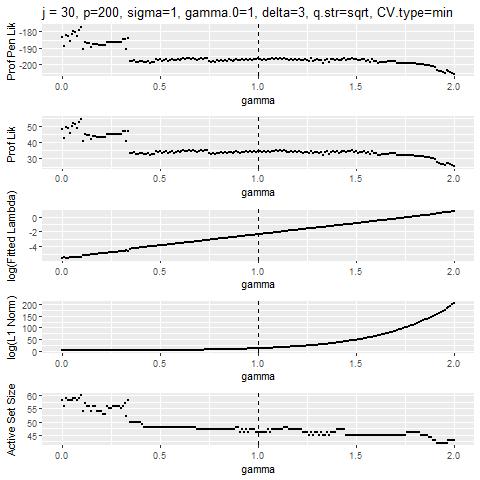 j = 30, p=200, sigma=1, gamma.0=1, delta=3, q.str=sqrt, CV.type=min
Prof Pen Lik
-180
-190
-200
0.0 0.5 1.0 1.5 2.0
gamma
Prof Lik
50
40
30
0.0 0.5 1.0 1.5 2.0
gamma
log(Fitted Lambda)
0
-2
-4
0.0 0.5 1.0 1.5 2.0
gamma
log(L1 Norm)
200
150
100
50
0
0.0 0.5 1.0 1.5 2.0
gamma
Active Set Size
60
55
50
45
0.0 0.5 1.0 1.5 2.0
gamma